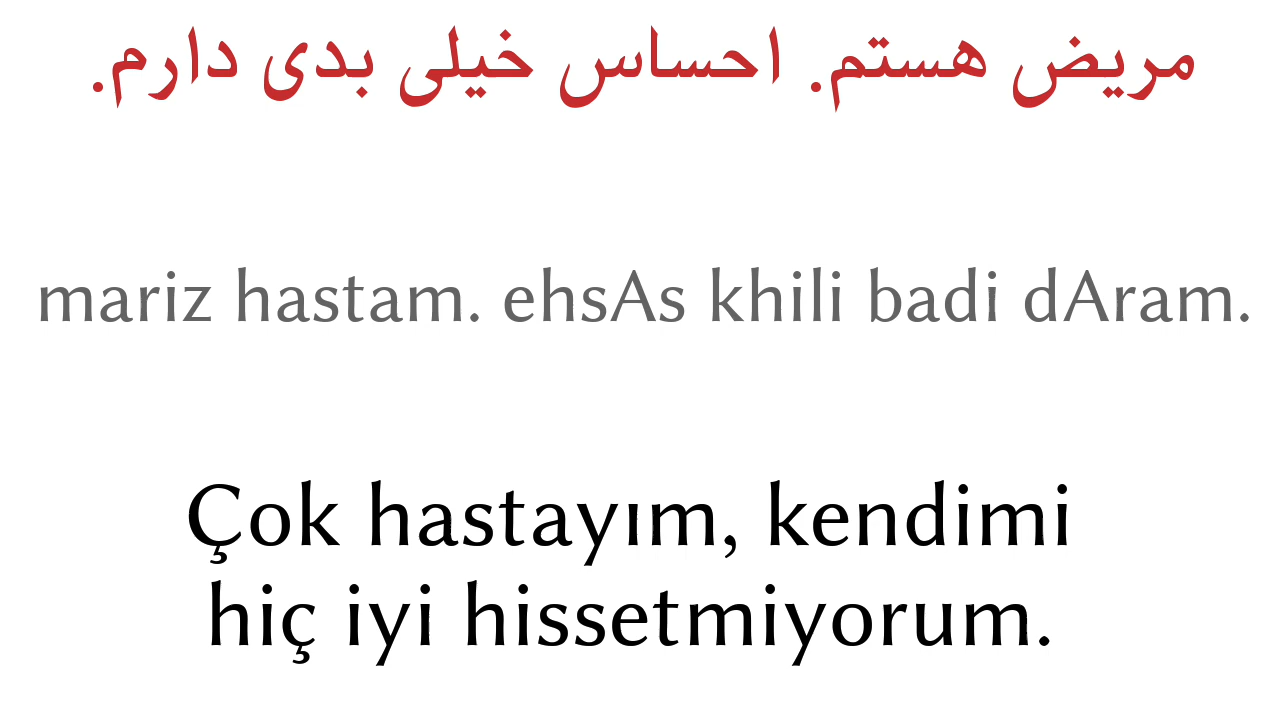 مریض هستم. احساس خیلی بدی دارم.
mariz hastam. ehsAs khili badi dAram.
Çok hastayım, kendimi
hiç iyi hissetmiyorum.